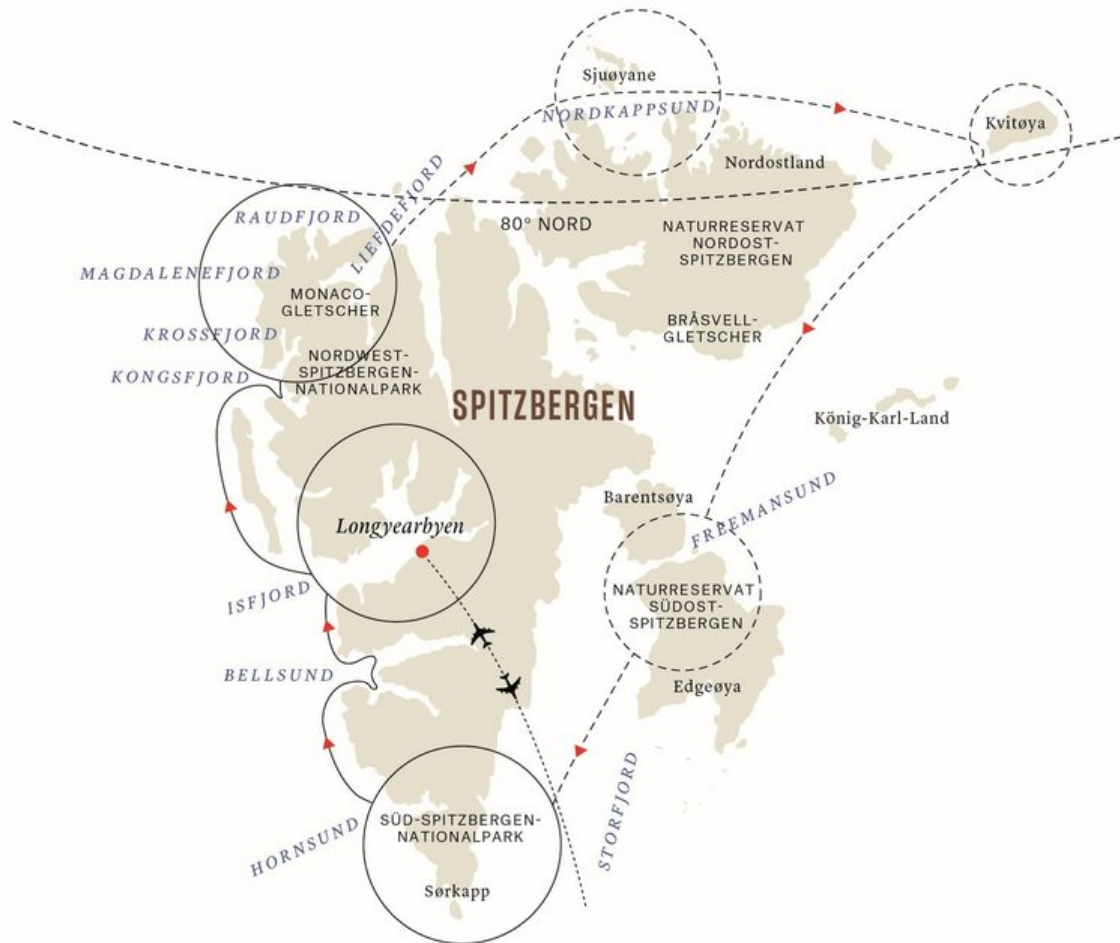 Sjuøyane
NORDKAPPSUND
Kvitøya
Nordostland
LIEFDEFJORD
RAUDFJORD
80° NORD
NATURRESERVAT
NORDOST-
SPITZBERGEN
MAGDALENEFJORD
MONACO-
GLETSCHER
KROSSFJORD
BRÅSVELL-
GLETSCHER
NORDWEST-
SPITZBERGEN-
NATIONALPARK
KONGSFJORD
SPITZBERGEN
König-Karl-Land
Barentsøya
FREEMANSUND
Longyearbyen
ISFJORD
NATURRESERVAT
SÜDOST-
SPITZBERGEN
BELLSUND
Edgeøya
STORFJORD
HORNSUND
SÜD-SPITZBERGEN-
NATIONALPARK
Sørkapp